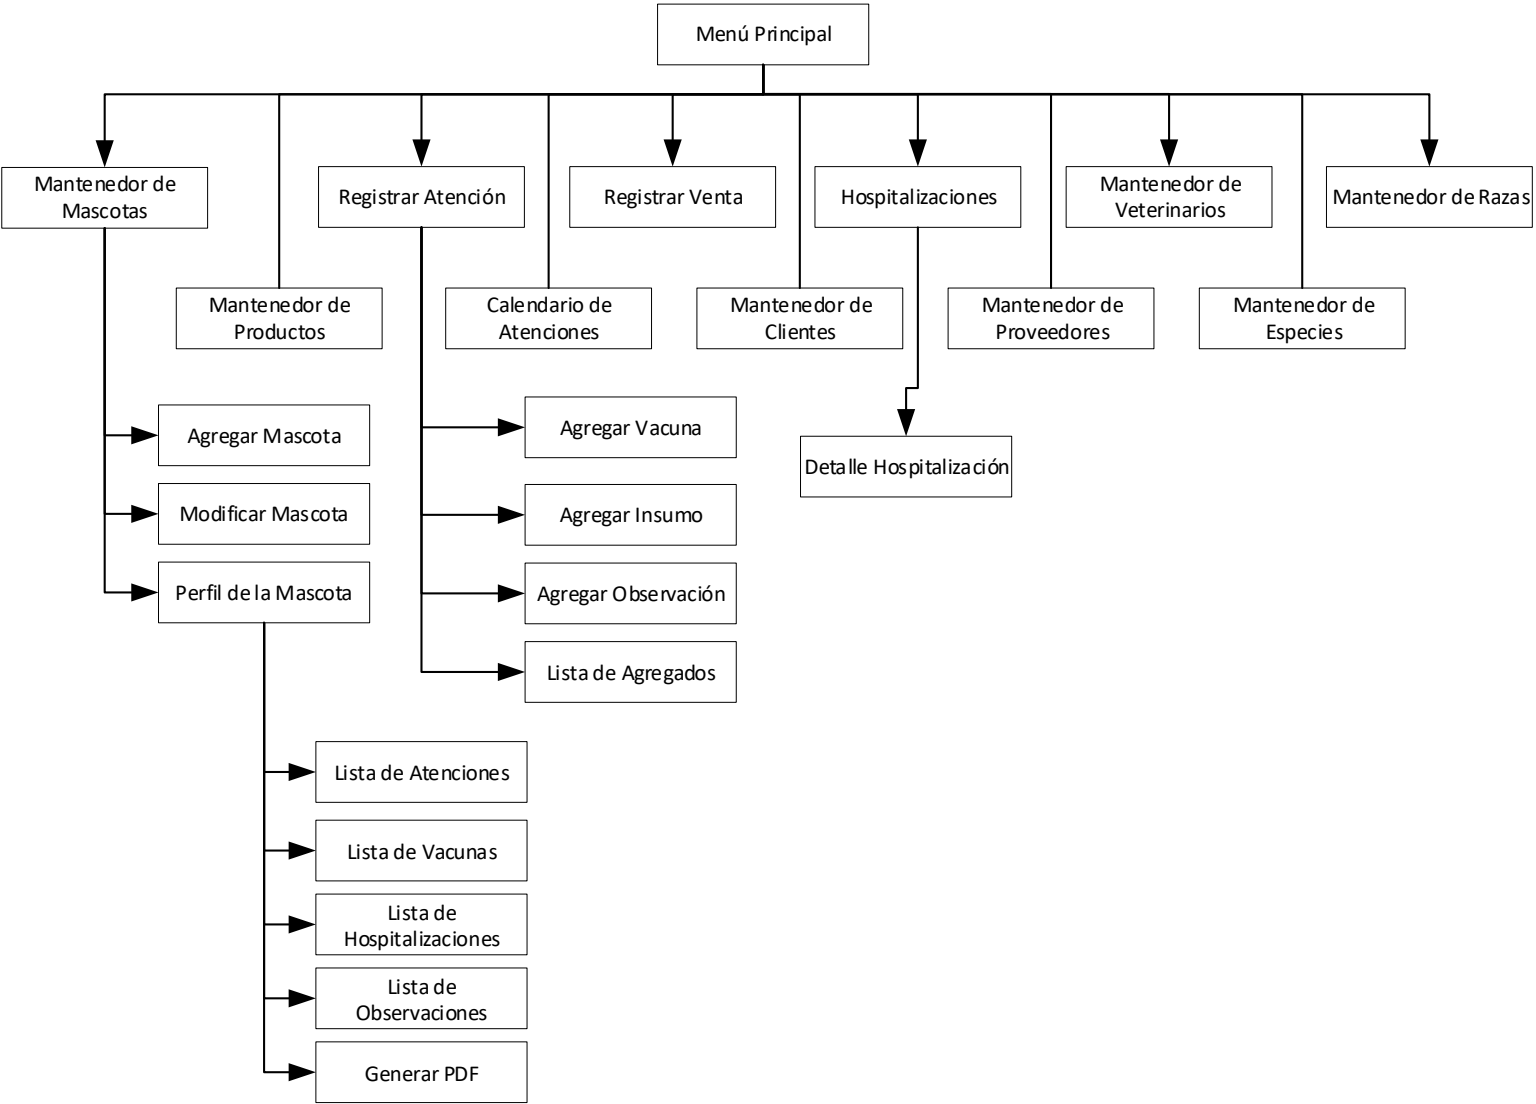 Menú Principal
Mantenedor de
Mascotas
Registrar Atención
Registrar Venta
Hospitalizaciones
Mantenedor de
Veterinarios
Mantenedor de Razas
Mantenedor de
Productos
Calendario de
Atenciones
Mantenedor de
Clientes
Mantenedor de
Proveedores
Mantenedor de
Especies
Agregar Mascota
Modificar Mascota
Perfil de la Mascota
Agregar Vacuna
Agregar Insumo
Agregar Observación
Lista de Agregados
Detalle Hospitalización
Lista de Atenciones
Lista de Vacunas
Lista de
Hospitalizaciones
Lista de
Observaciones
Generar PDF